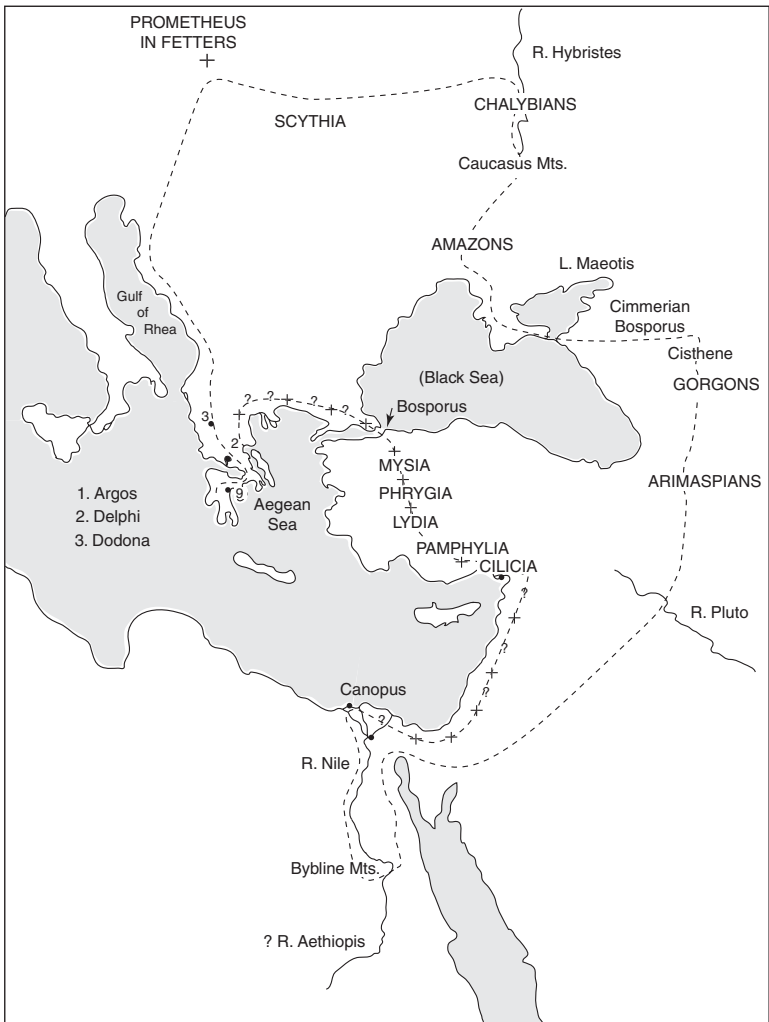 PROMETHEUS
IN FETTERS
R. Hybristes
CHALYBIANS
SCYTHIA
Caucasus Mts.
AMAZONS
L. Maeotis
Gulf
of
Rhea
Cimmerian
Bosporus
Cisthene
(Black Sea)
GORGONS
? ? ? ?
Bosporus
3
2
MYSIA
ARIMASPIANS
1. Argos
2. Delphi
3. Dodona
9
Aegean
Sea
PHRYGIA
LYDIA
PAMPHYLIA
CILICIA
?
R. Pluto
?
?
Canopus
?
R. Nile
Bybline Mts.
? R. Aethiopis